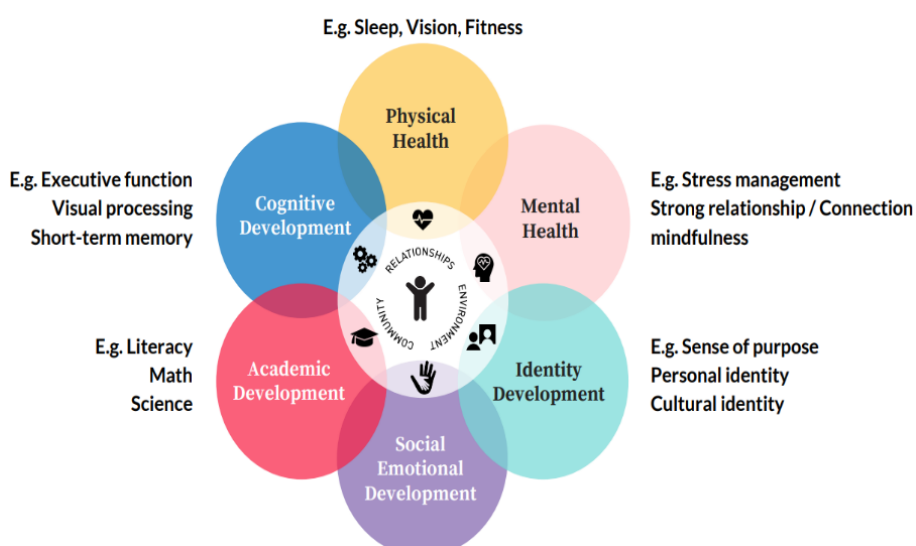 E.g. Sleep, Vision, Fitness
Physical
Health
E.g. Executive function
Visual processing
Short-term memory
Cognitive
Development
Mental
Health
E.g. Stress management
Strong relationship / Connection
mindfulness
RELATIONSHIPS
ENVIRONMENT
COMMUNITY
E.g. Literacy
Math
Science
Academic
Development
Identity
Development
E.g. Sense of purpose
Personal identity
Cultural identity
Social
Emotional
Development